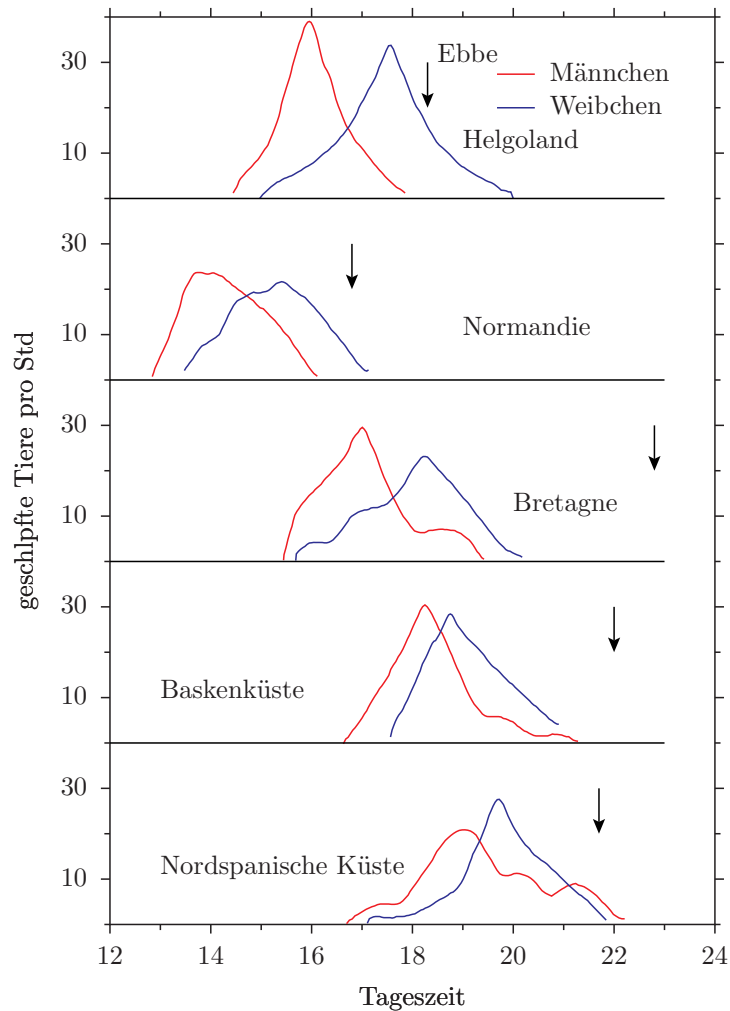 30
10
Ebbe
Männchen
Weibchen
Helgoland
30
10
Normandie
30
10
Bretagne
30
10
Baskenküste
30
10
Nordspanische Küste
12 14 16 18 20 22 24
Tageszeit
geschlpfte Tiere pro Std